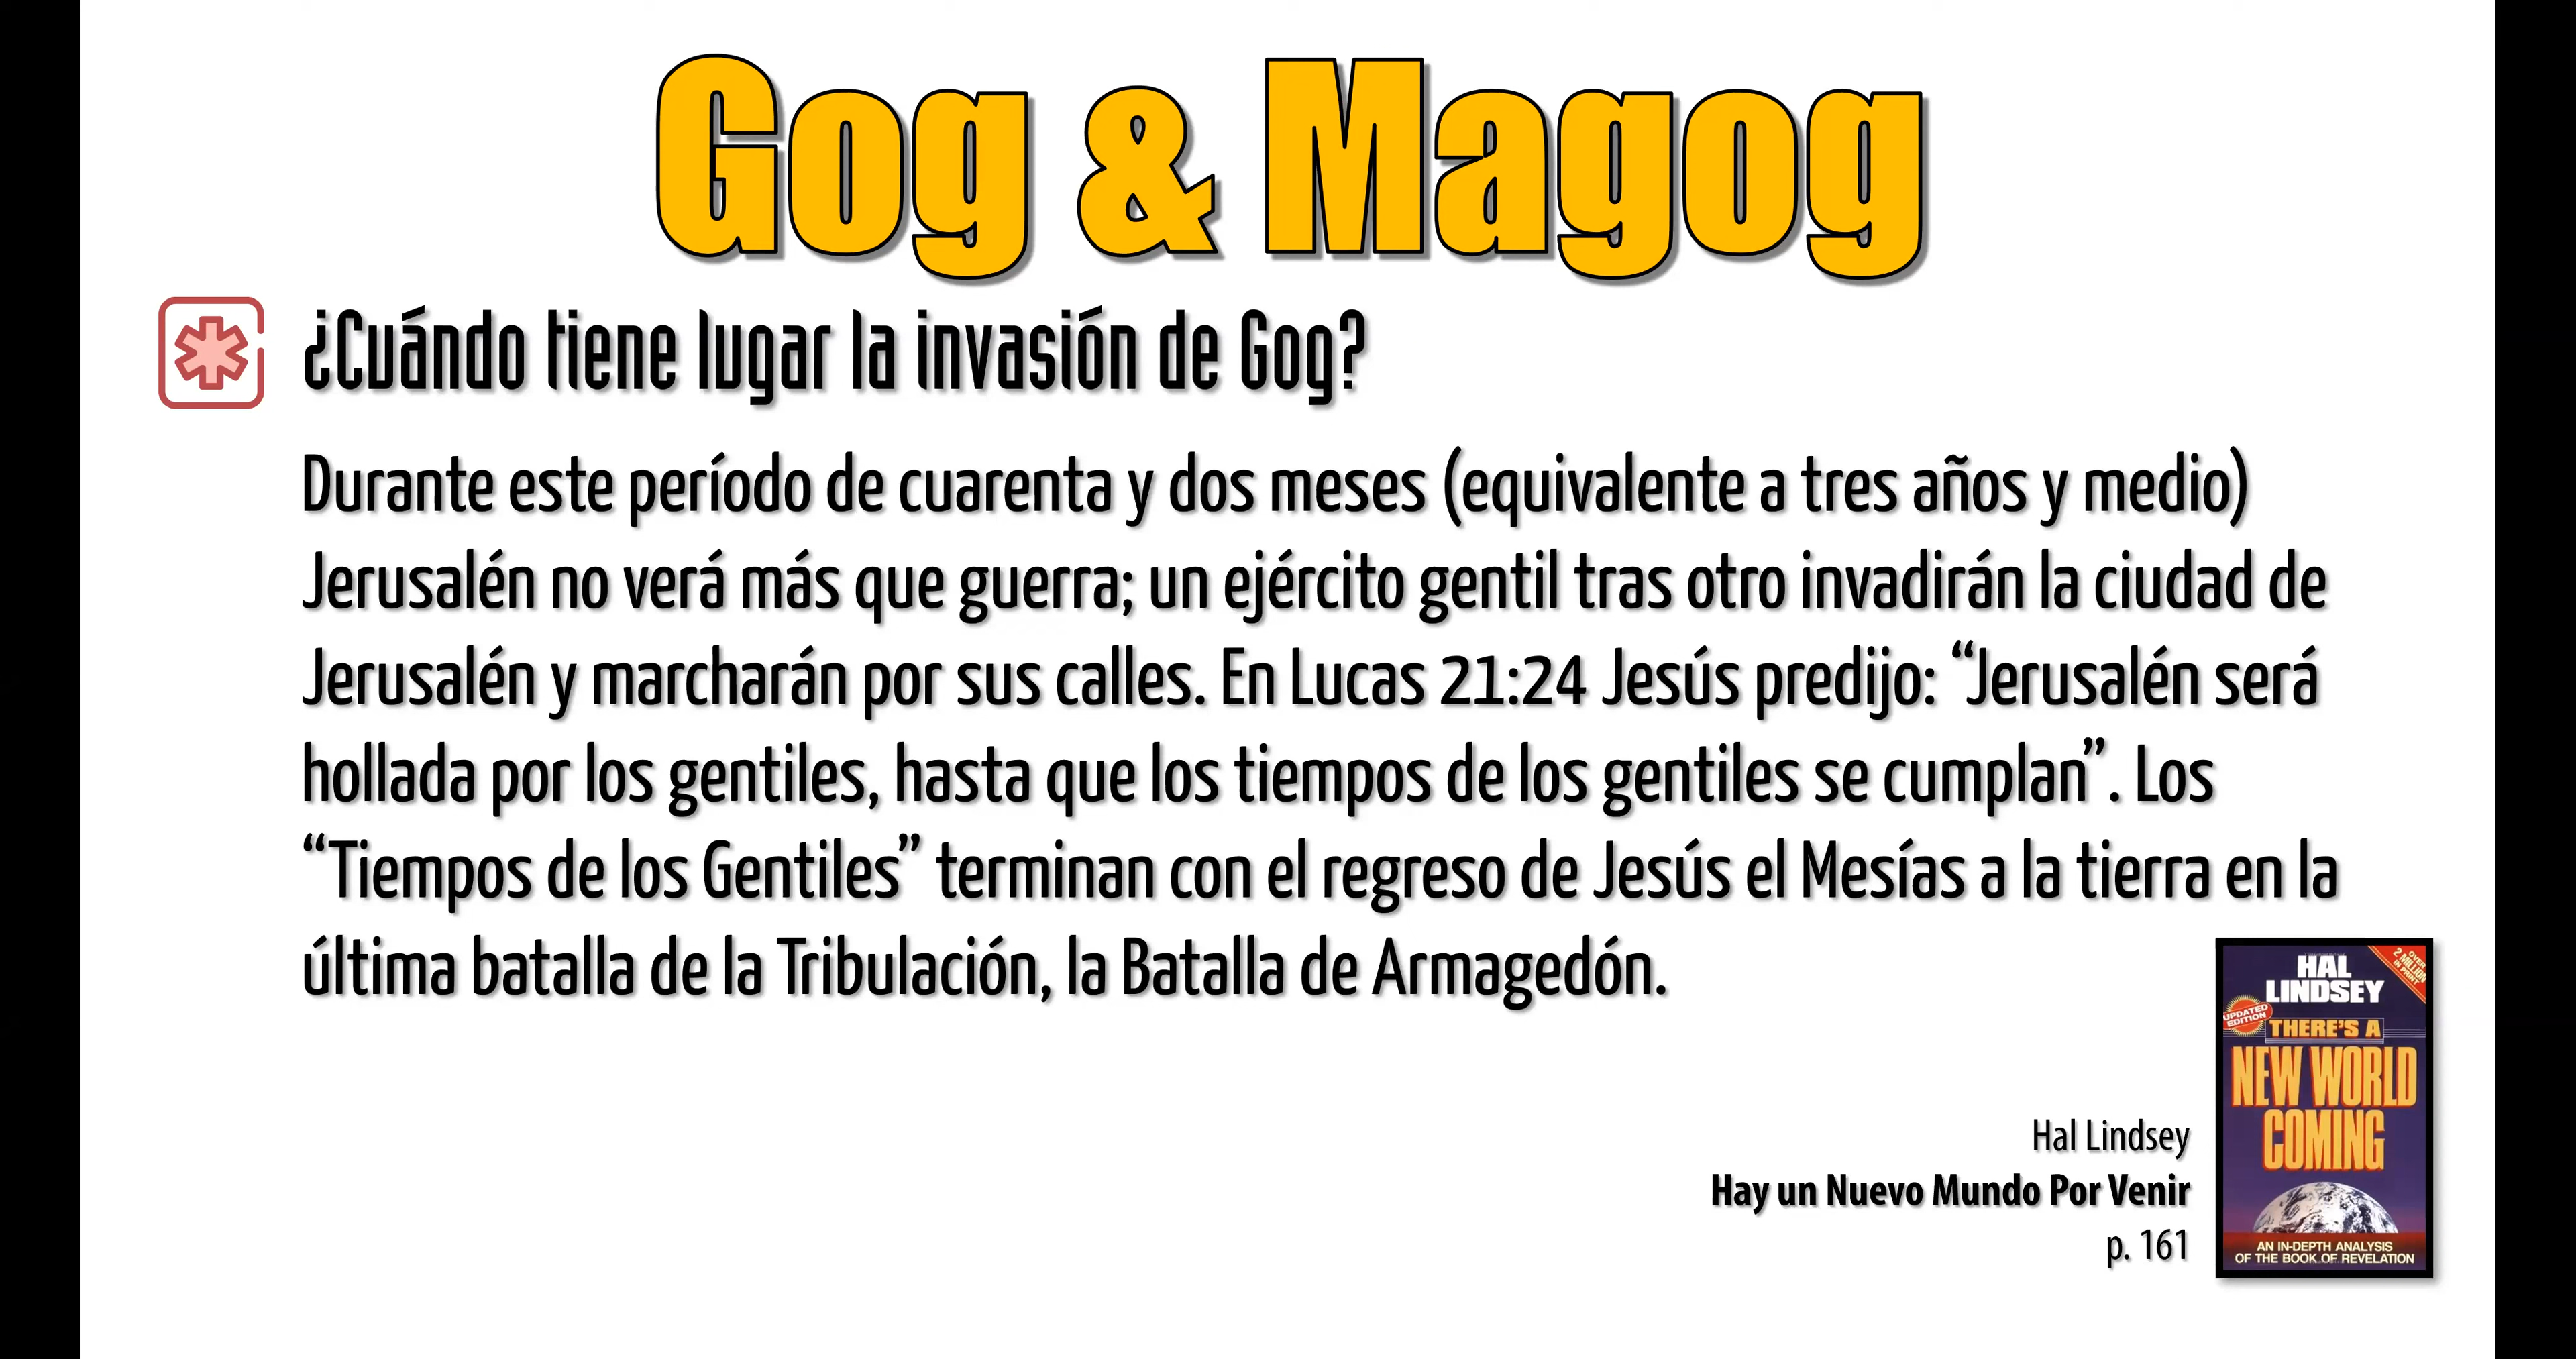 Gog & Magog
¿Cuándo tiene lugar la invasión de Gog?
Durante este período de cuarenta y dos meses (equivalente a tres años y medio)
Jerusalén no verá más que guerra; un ejército gentil tras otro invadirán la ciudad de
Jerusalén y marcharán por sus calles. En Lucas 21:24 Jesús predijo: “Jerusalén será
hollada por los gentiles, hasta que los tiempos de los gentiles se cumplan”. Los
“Tiempos de los Gentiles” terminan con el regreso de Jesús el Mesías a la tierra en la
última batalla de la Tribulación, la Batalla de Armagedón.
Hal Lindsey
Hay un Nuevo Mundo Por Venir
p. 161
HAL
LINDSEY
OVER
2 MILLION
IN PRINT
UPDATED
EDITION
THERE'S A
NEW WORLD
COMING
AN IN-DEPTH ANALYSIS
OF THE BOOK OF REVELATION